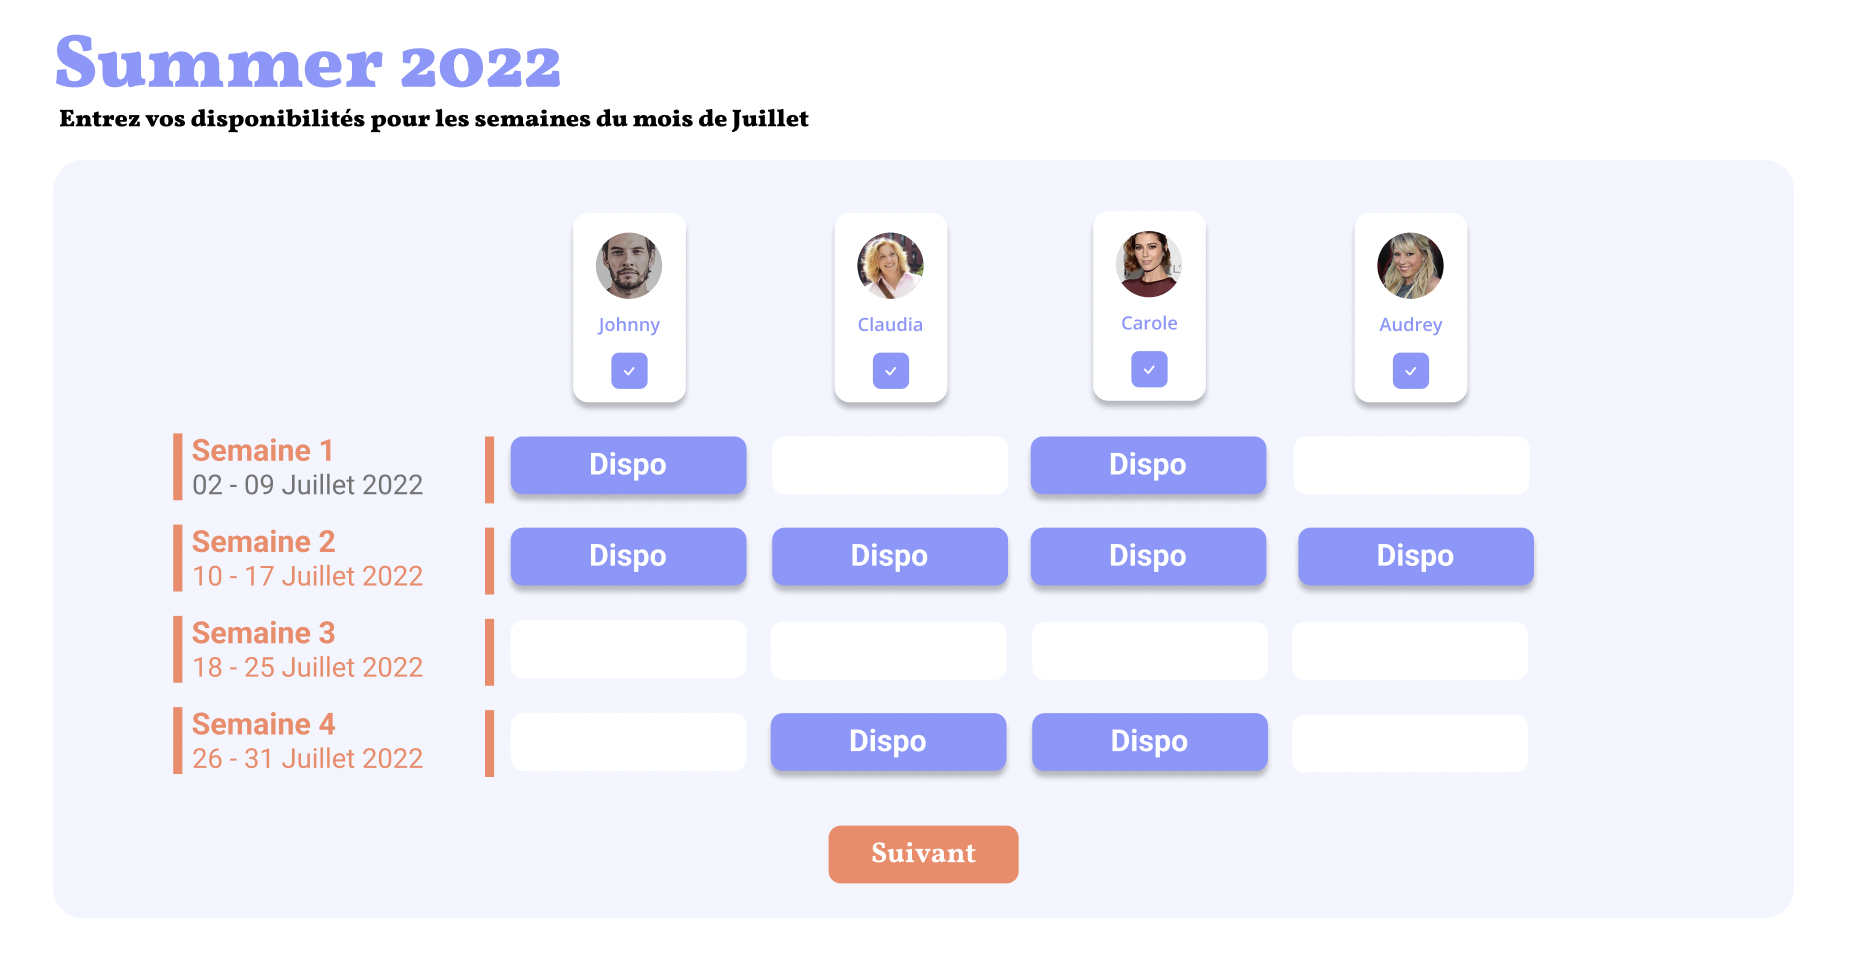 Summer 2022
Entrez vos disponibilités pour les semaines du mois de Juillet
Johnny
Claudia
Carole
Audrey
Semaine 1
02 - 09 Juillet 2022
Dispo
Dispo
Semaine 2
10 - 17 Juillet 2022
Dispo
Dispo
Dispo
Dispo
Semaine 3
18 - 25 Juillet 2022
Semaine 4
26 - 31 Juillet 2022
Dispo
Dispo
Suivant